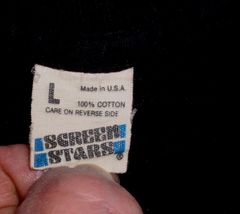 L
Made in U.S.A.
100% COTTON
CARE ON REVERSE SIDE
SCREEN
STARS®